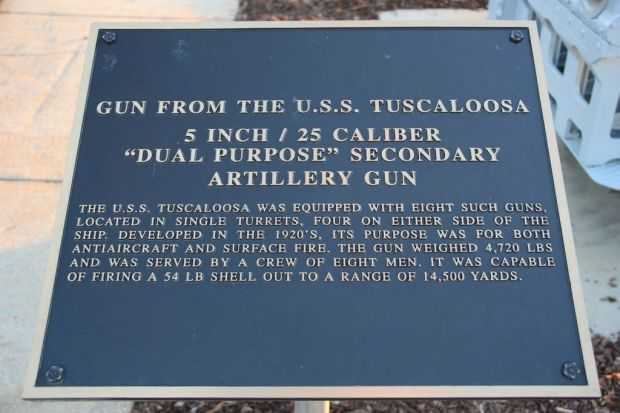 GUN FROM THE U.S.S. TUSCALOOSA
5 INCH / 25 CALIBER
"DUAL PURPOSE" SECONDARY
ARTILLERY GUN
THE U.S.S. TUSCALOOSA WAS EQUIPPED WITH EIGHT SUCH GUNS,
LOCATED IN SINGLE TURRETS, FOUR ON EITHER SIDE OF THE
SHIP. DEVELOPED IN THE 1920'S, ITS PURPOSE WAS FOR BOTH
ANTIAIRCRAFT AND SURFACE FIRE. THE GUN WEIGHED 4,720 LBS
AND WAS SERVED BY A CREW OF EIGHT MEN. IT WAS CAPABLE
OF FIRING A 54 LB SHELL OUT TO A RANGE OF 14,500 YARDS.